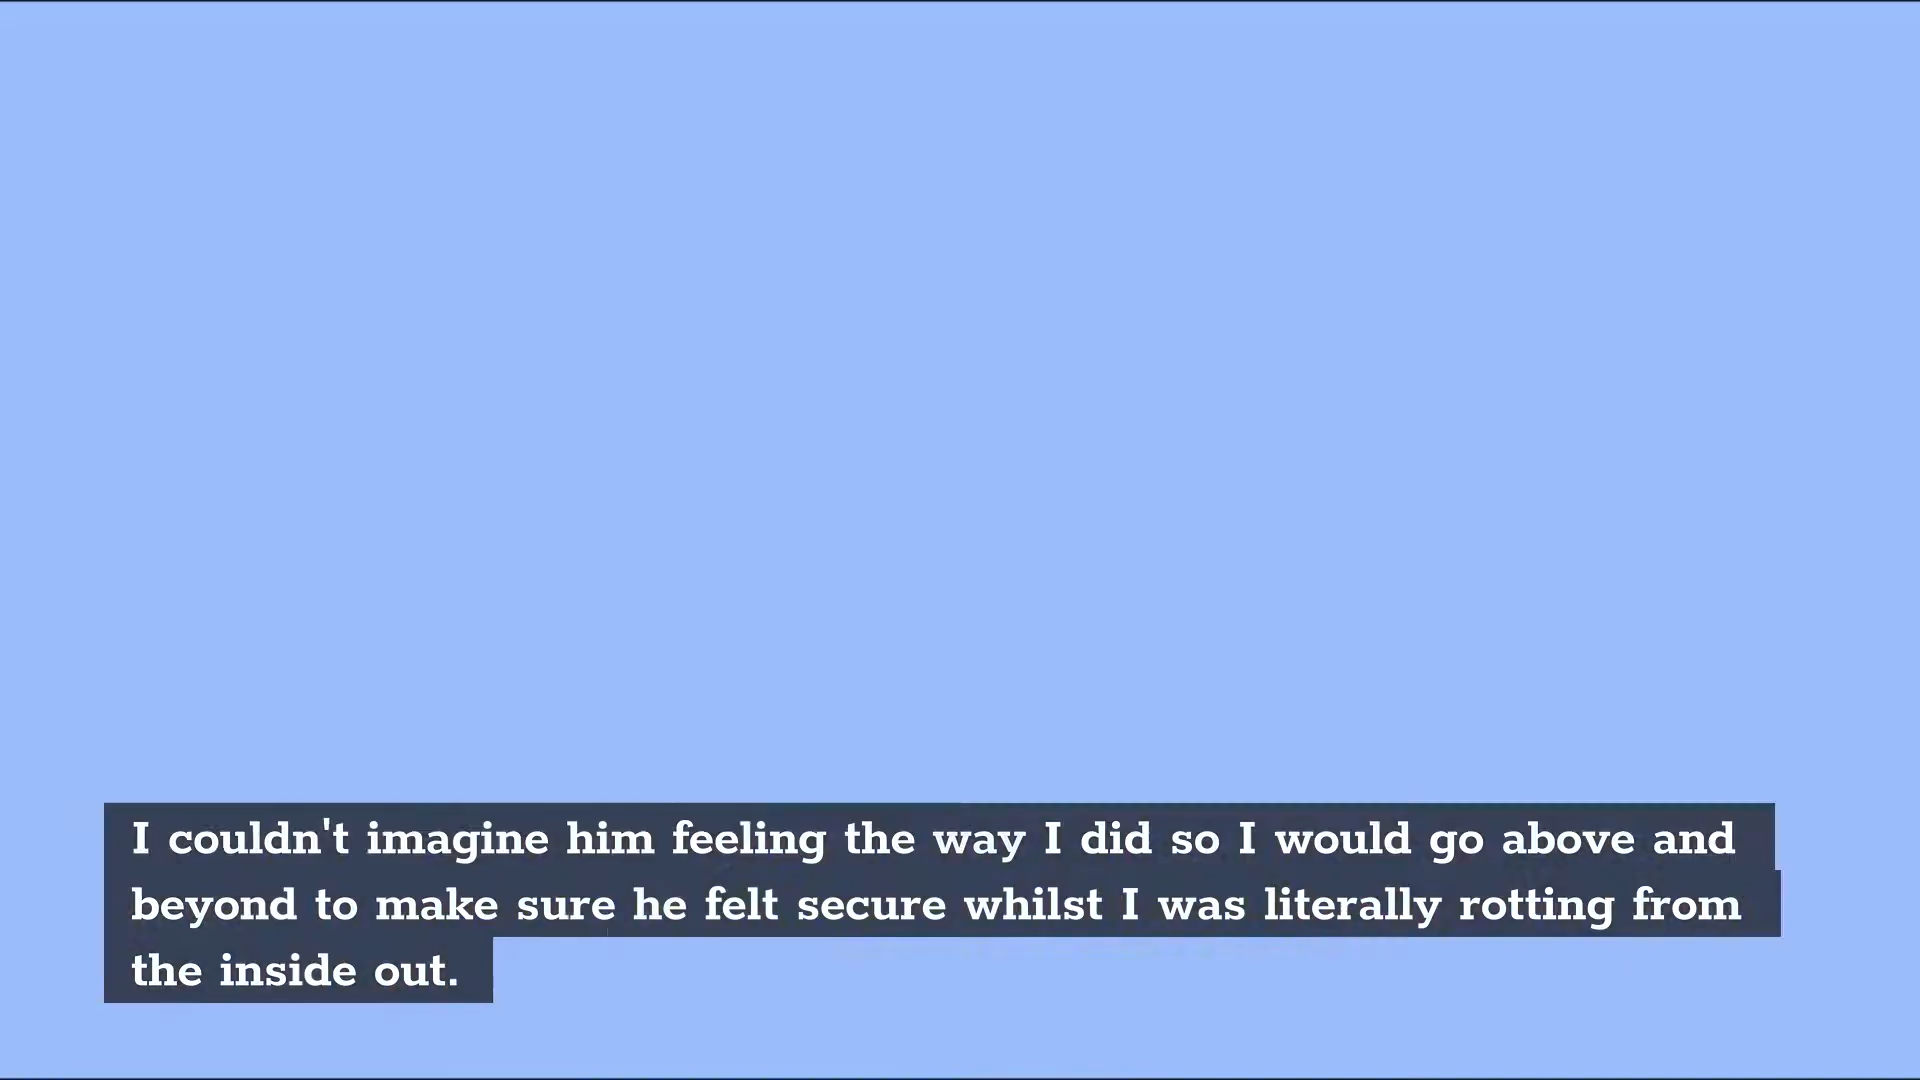 I couldn't imagine him feeling the way I did so I would go above and
beyond to make sure he felt secure whilst I was literally rotting from
the inside out.